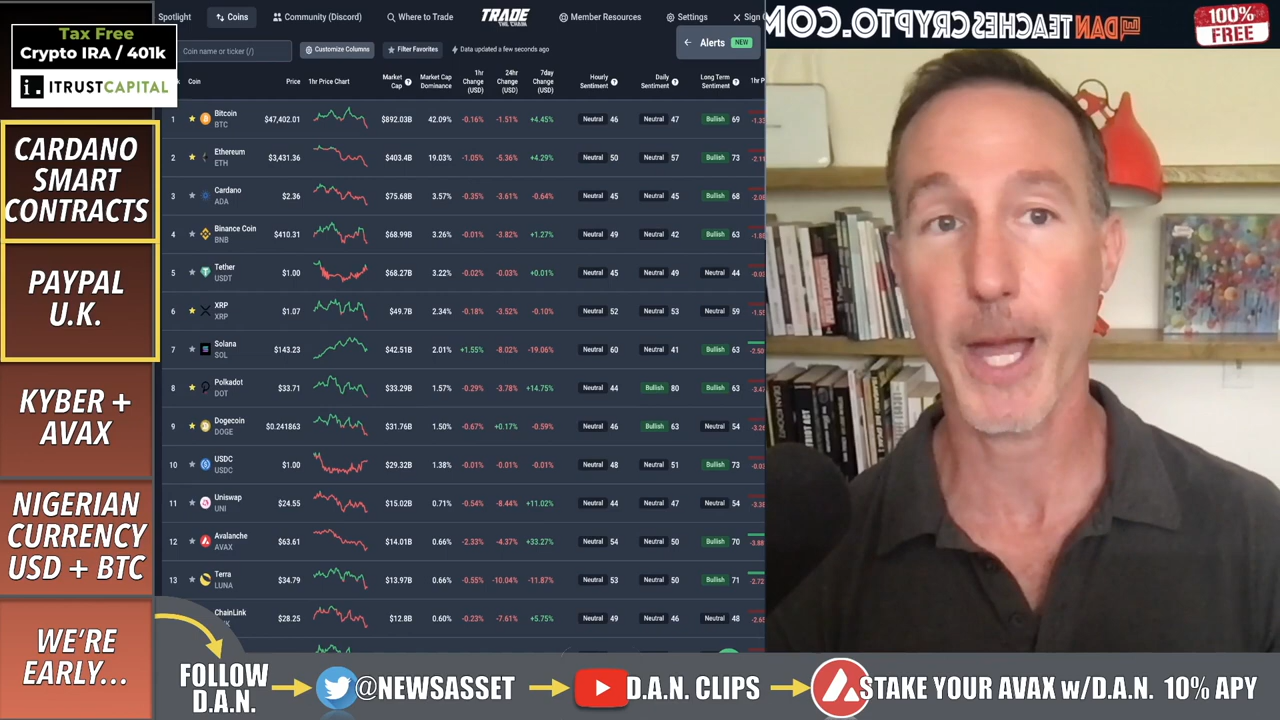 Tax Free
Crypto IRA / 401k
ITRUSTCAPITAL
CARDANO
SMART
CONTRACTS
PAYPAL
U.K.
KYBER +
AVAX
NIGERIAN
CURRENCY
USD + BTC
WE'RE
EARLY...
Spotlight Coins Community (Discord) Where to Trade TRADE THE CHAIN Member Resources Settings Sign
Coin name or ticker (/) Customize Columns Filter Favorites Data updated a few seconds ago
Alerts NEW
Coin Price 1hr Price Chart Market Cap Market Cap Dominance 1hr Change (USD) 24hr Change (USD) 7day Change (USD) Hourly Sentiment Daily Sentiment Long Term Sentiment
1 Bitcoin BTC $47,402.01 $892.03B 42.09% -0.16% -1.51% +4.45% Neutral 46 Neutral 47 Bullish 69
2 Ethereum ETH $3,431.36 $403.4B 19.03% -1.05% -5.36% +4.29% Neutral 50 Neutral 57 Bullish 73
3 Cardano ADA $2.36 $75.68B 3.57% -0.35% -3.61% -0.64% Neutral 45 Neutral 45 Bullish 68
4 Binance Coin BNB $410.31 $68.99B 3.26% -0.01% -3.82% +1.27% Neutral 49 Neutral 42 Bullish 63
5 Tether USDT $1.00 $68.27B 3.22% -0.02% -0.03% +0.01% Neutral 45 Neutral 49 Neutral 44
6 XRP XRP $1.07 $49.7B 2.34% -0.18% -3.52% -0.10% Neutral 52 Neutral 53 Neutral 59
7 Solana SOL $143.23 $42.51B 2.01% +1.55% -8.02% -19.06% Neutral 60 Neutral 41 Bullish 63
8 Polkadot DOT $33.71 $33.29B 1.57% -0.29% -3.78% +14.75% Neutral 44 Bullish 80 Bullish 63
9 Dogecoin DOGE $0.241863 $31.76B 1.50% -0.67% +0.17% -0.59% Neutral 46 Bullish 63 Neutral 54
10 USDC USDC $1.00 $29.32B 1.38% -0.01% -0.01% -0.01% Neutral 48 Neutral 51 Bullish 73
11 Uniswap UNI $24.55 $15.02B 0.71% -0.54% -8.44% +11.02% Neutral 44 Neutral 47 Neutral 54
12 Avalanche AVAX $63.61 $14.01B 0.66% -2.33% -4.37% +33.27% Neutral 54 Neutral 50 Bullish 70
13 Terra LUNA $34.79 $13.97B 0.66% -0.55% -10.04% -11.87% Neutral 53 Neutral 50 Bullish 71
ChainLink $28.25 $12.8B 0.60% -0.23% -7.61% +5.75% Neutral 49 Neutral 46 Neutral 48
DAN TEACHES CRYPTO.COM
100%
FREE
DEAN KOONTZ
FOLLOW
D.A.N.
@NEWSASSET
D.A.N. CLIPS
STAKE YOUR AVAX w/D.A.N. 10% APY